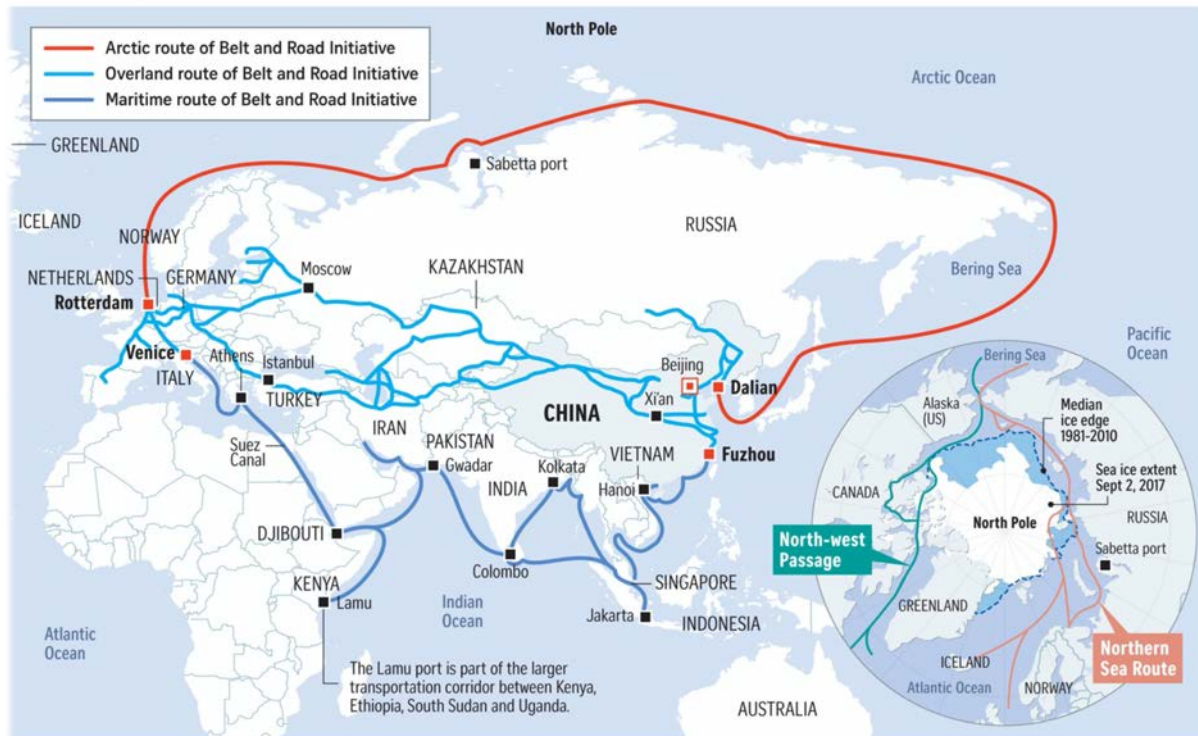 North Pole
Arctic route of Belt and Road Initiative
Overland route of Belt and Road Initiative
Maritime route of Belt and Road Initiative
Arctic Ocean
GREENLAND
Sabetta port
ICELAND
NORWAY
RUSSIA
NETHERLANDS
GERMANY
Moscow
KAZAKHSTAN
Bering Sea
Rotterdam
Pacific
Ocean
Venice
Athens
Istanbul
ITALY
TURKEY
Beijing
Dalian
Xi'an
CHINA
IRAN
Suez
Canal
PAKISTAN
Gwadar
Kolkata
VIETNAM
Fuzhou
INDIA
Hanoi
DJIBOUTI
Colombo
SINGAPORE
KENYA
Lamu
Indian
Ocean
Jakarta
INDONESIA
Atlantic
Ocean
The Lamu port is part of the larger
transportation corridor between Kenya,
Ethiopia, South Sudan and Uganda.
AUSTRALIA
Bering Sea
Alaska
(US)
Median
ice edge
1981-2010
Sea ice extent
Sept 2, 2017
CANADA
North Pole
RUSSIA
North-west
Passage
Sabetta port
GREENLAND
Northern
Sea Route
ICELAND
Atlantic
Ocean
NORWAY